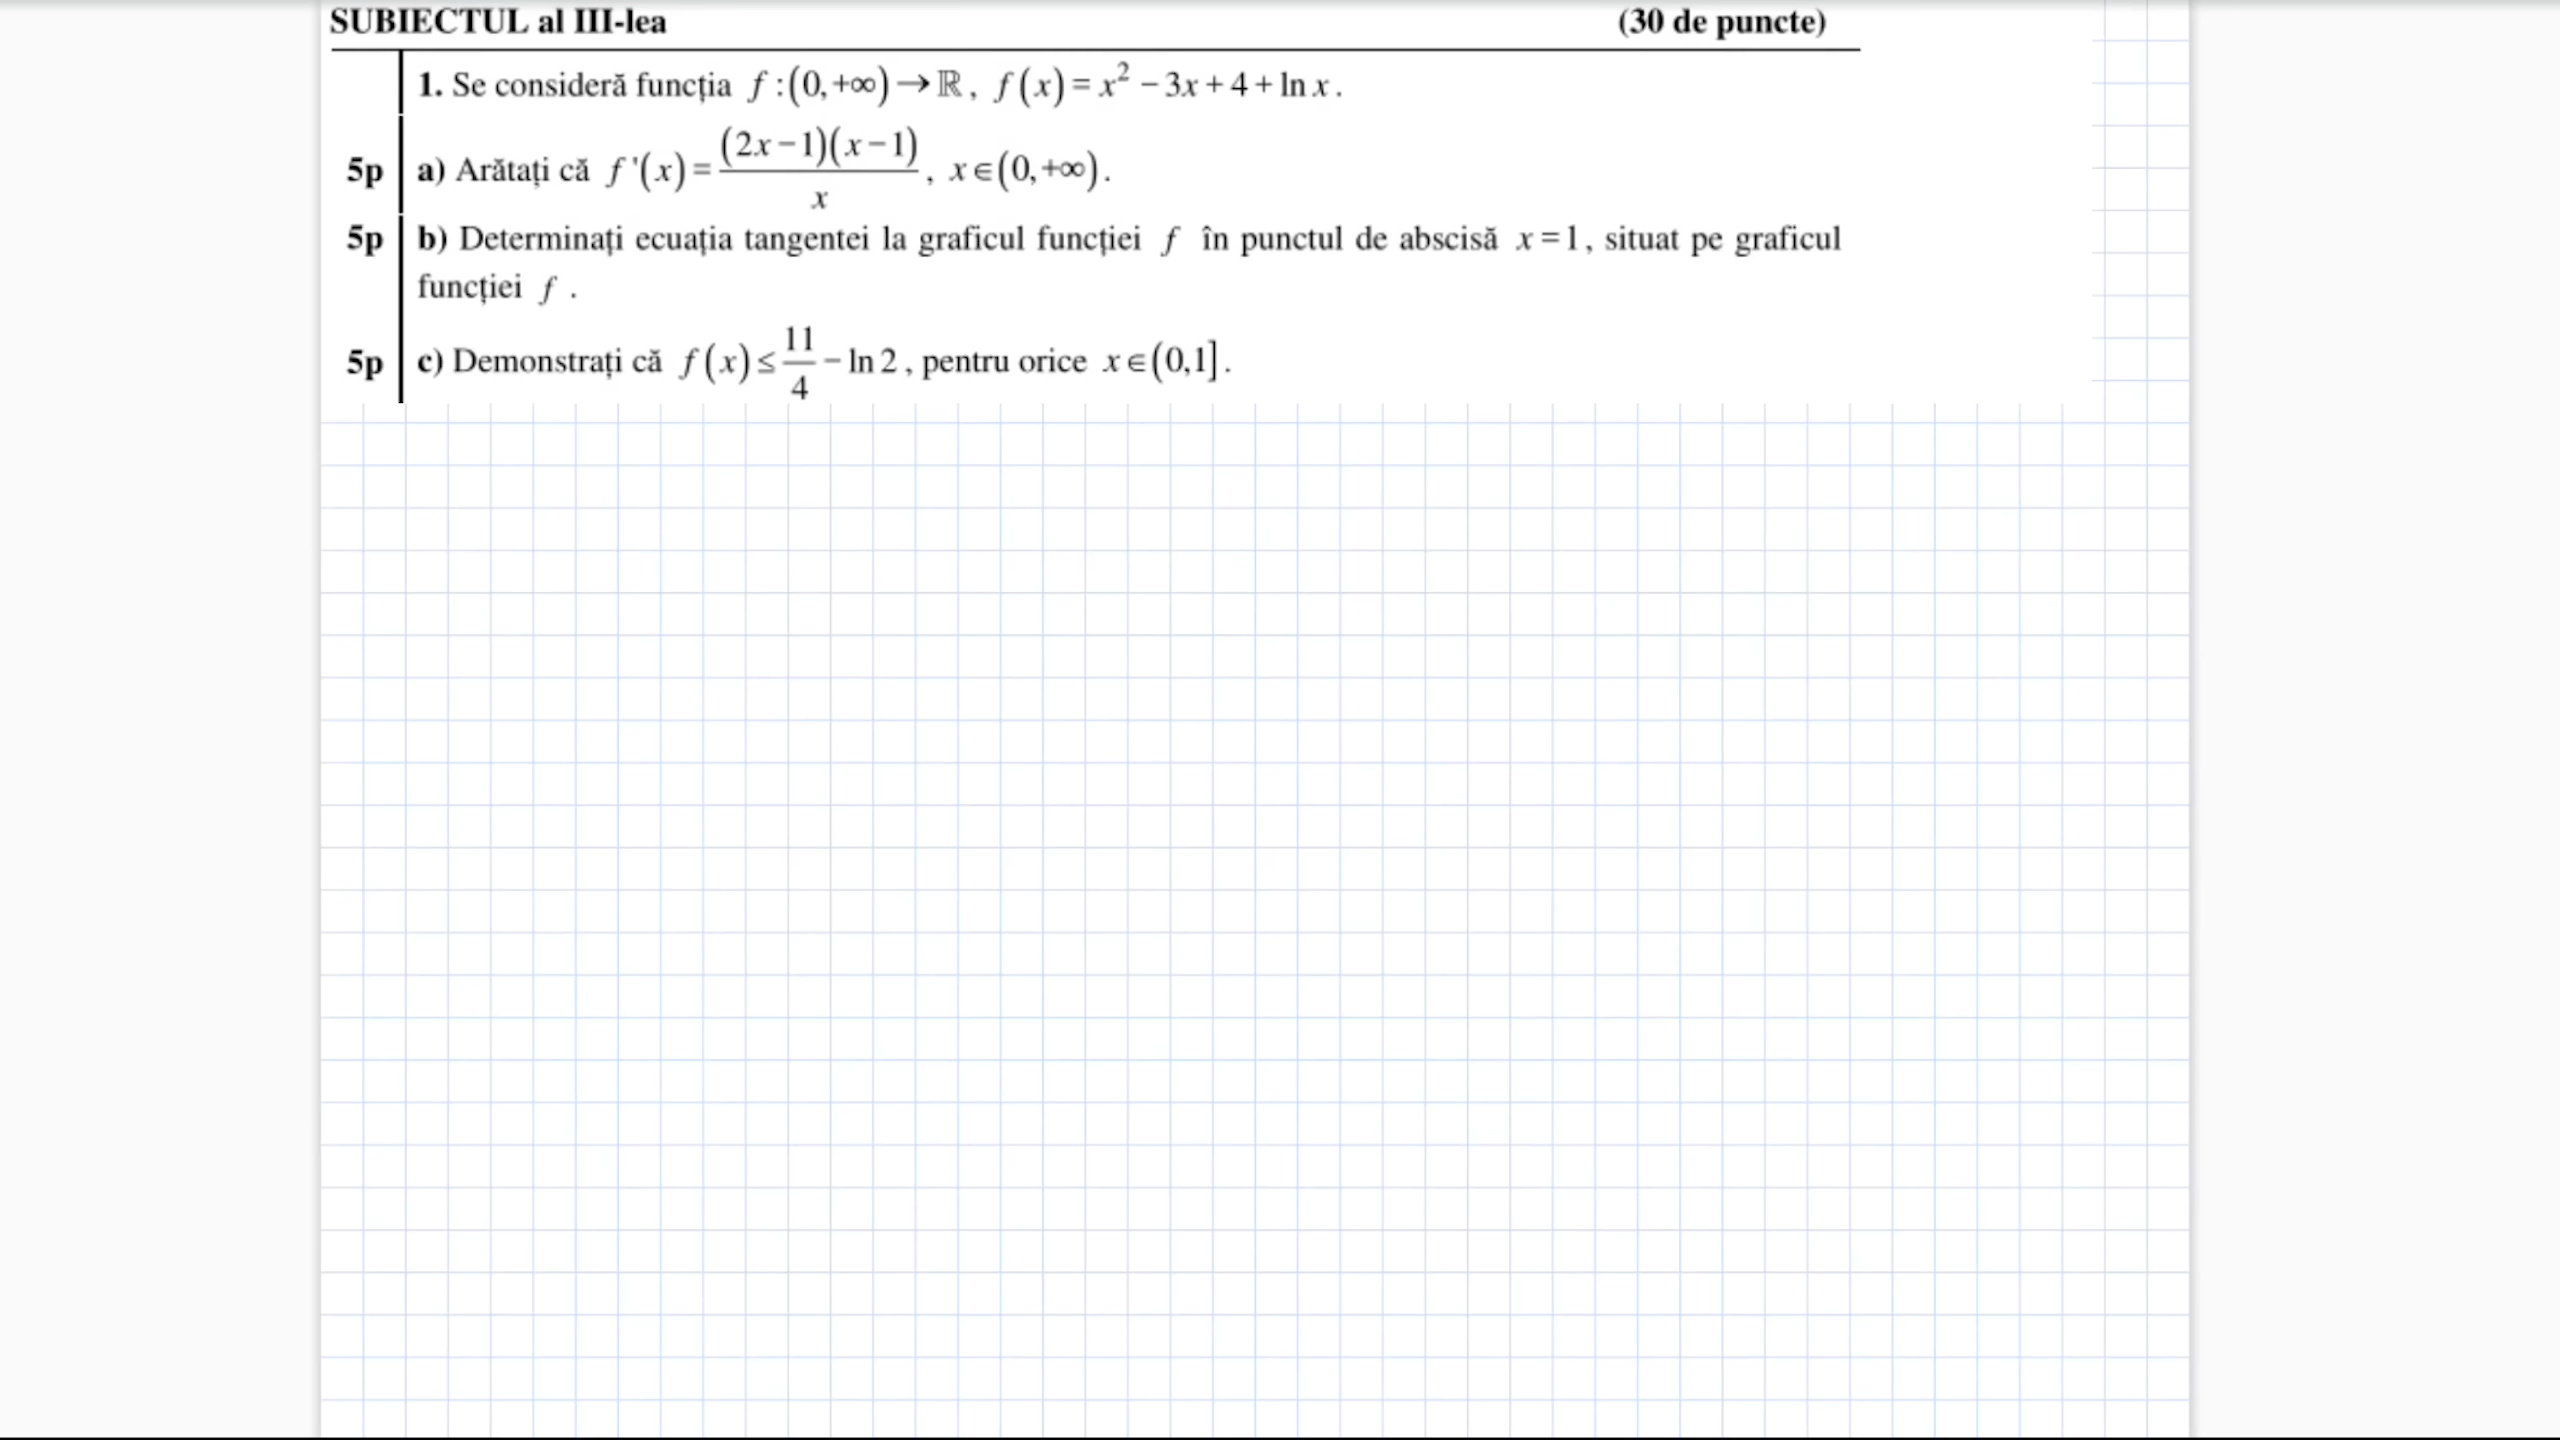 SUBIECTUL al III-lea (30 de puncte)
1. Se consideră funcția f : (0, +∞) → ℝ, f(x) = x² − 3x + 4 + ln x.
5p a) Arătați că f'(x) = (2x − 1)(x − 1) / x, x ∈ (0, +∞).
5p b) Determinați ecuația tangentei la graficul funcției f în punctul de abscisă x = 1, situat pe graficul
funcției f .
5p c) Demonstrați că f(x) ≤ 11/4 − ln 2, pentru orice x ∈ (0,1].